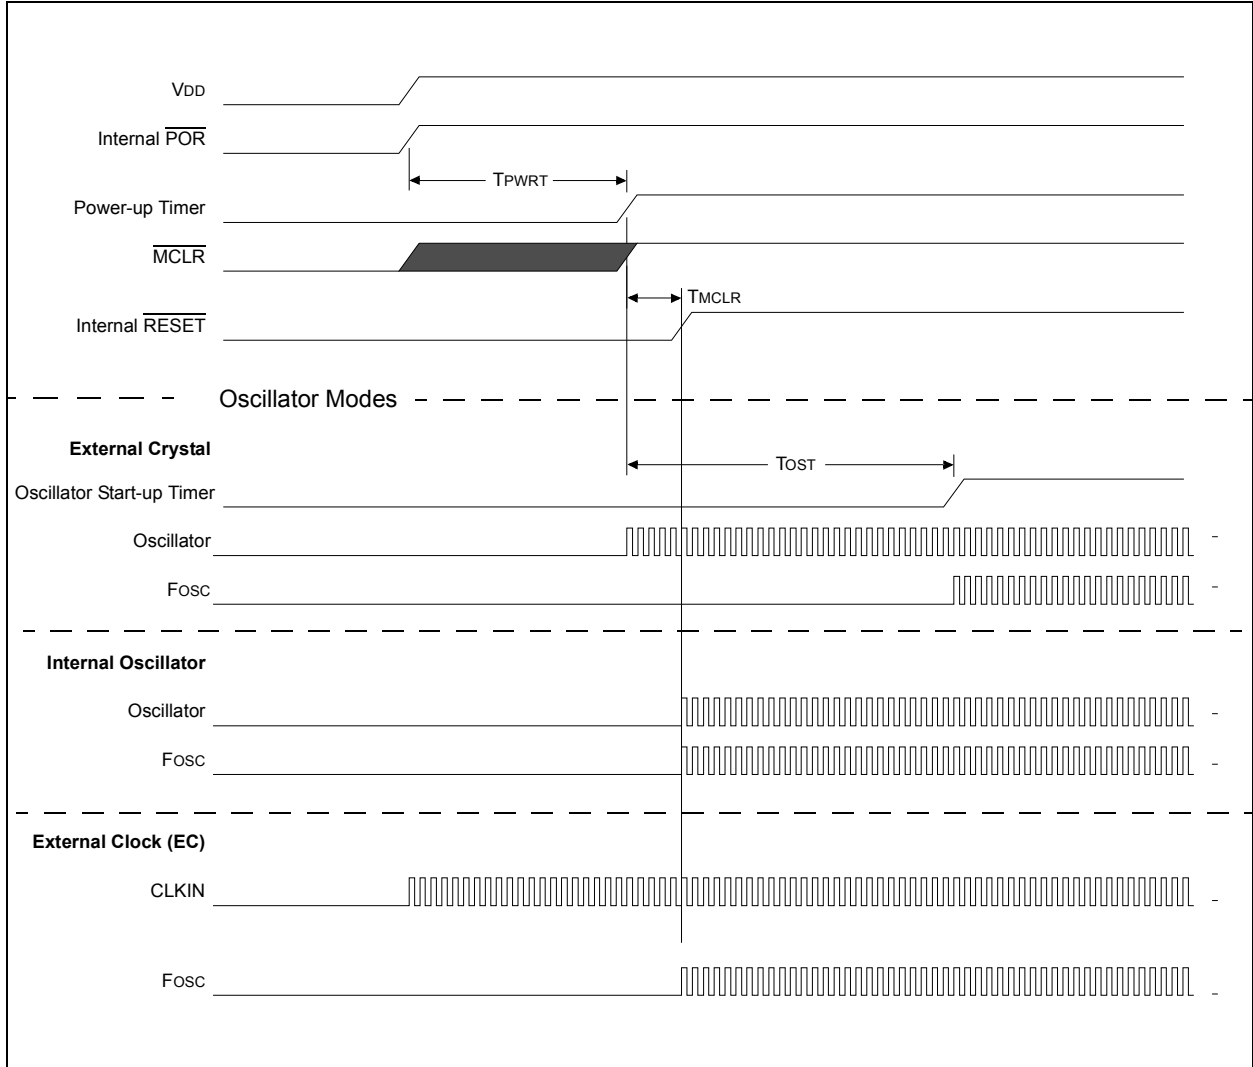 VDD
Internal POR
TPWRT
Power-up Timer
MCLR
TMCLR
Internal RESET
Oscillator Modes
External Crystal
TOST
Oscillator Start-up Timer
Oscillator
FOSC
Internal Oscillator
Oscillator
FOSC
External Clock (EC)
CLKIN
FOSC